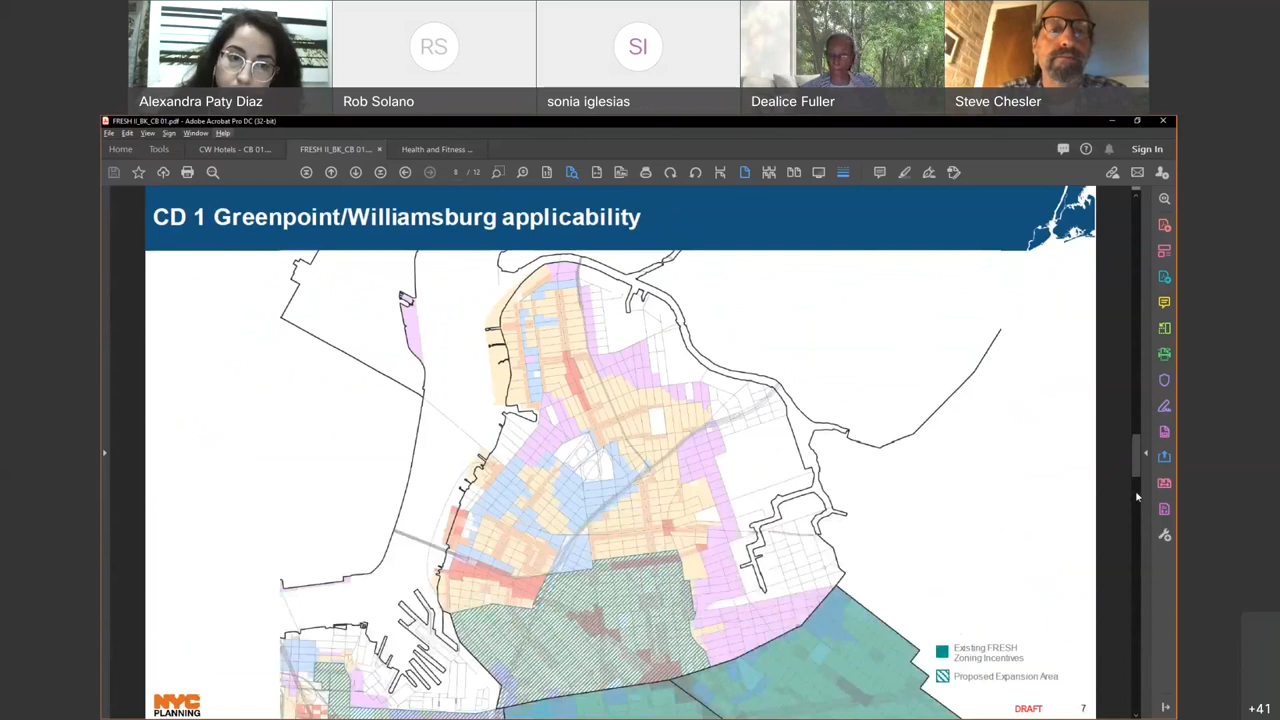 RS
SI
Alexandra Paty Diaz
Rob Solano
sonia iglesias
Dealice Fuller
Steve Chesler
FRESH II_BK_CB 01.pdf - Adobe Acrobat Pro DC (32-bit)
File Edit View Sign Window Help
Home Tools CW Hotels - CB 01... FRESH II_BK_CB 01... × Health and Fitness ... Sign In
8 / 12
CD 1 Greenpoint/Williamsburg applicability
Existing FRESH
Zoning Incentives
Proposed Expansion Area
NYC
PLANNING
DRAFT 7
+41